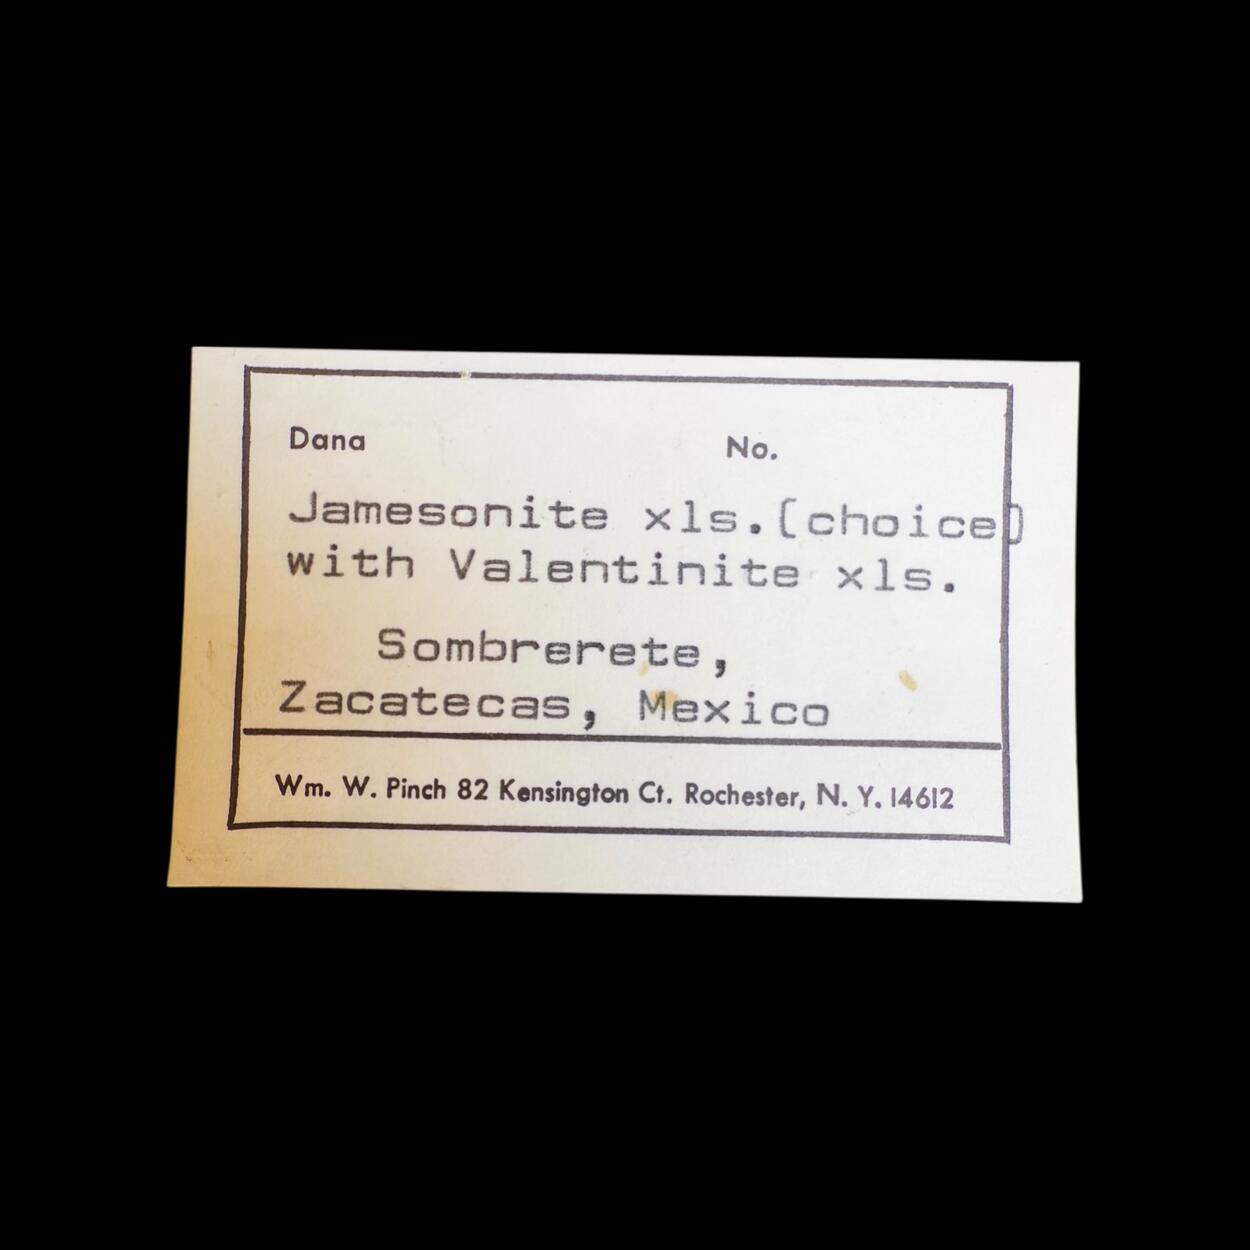 Dana No.
Jamesonite xls.(choice)
with Valentinite xls.
Sombrerete,
Zacatecas, Mexico
Wm. W. Pinch 82 Kensington Ct. Rochester, N. Y. 14612